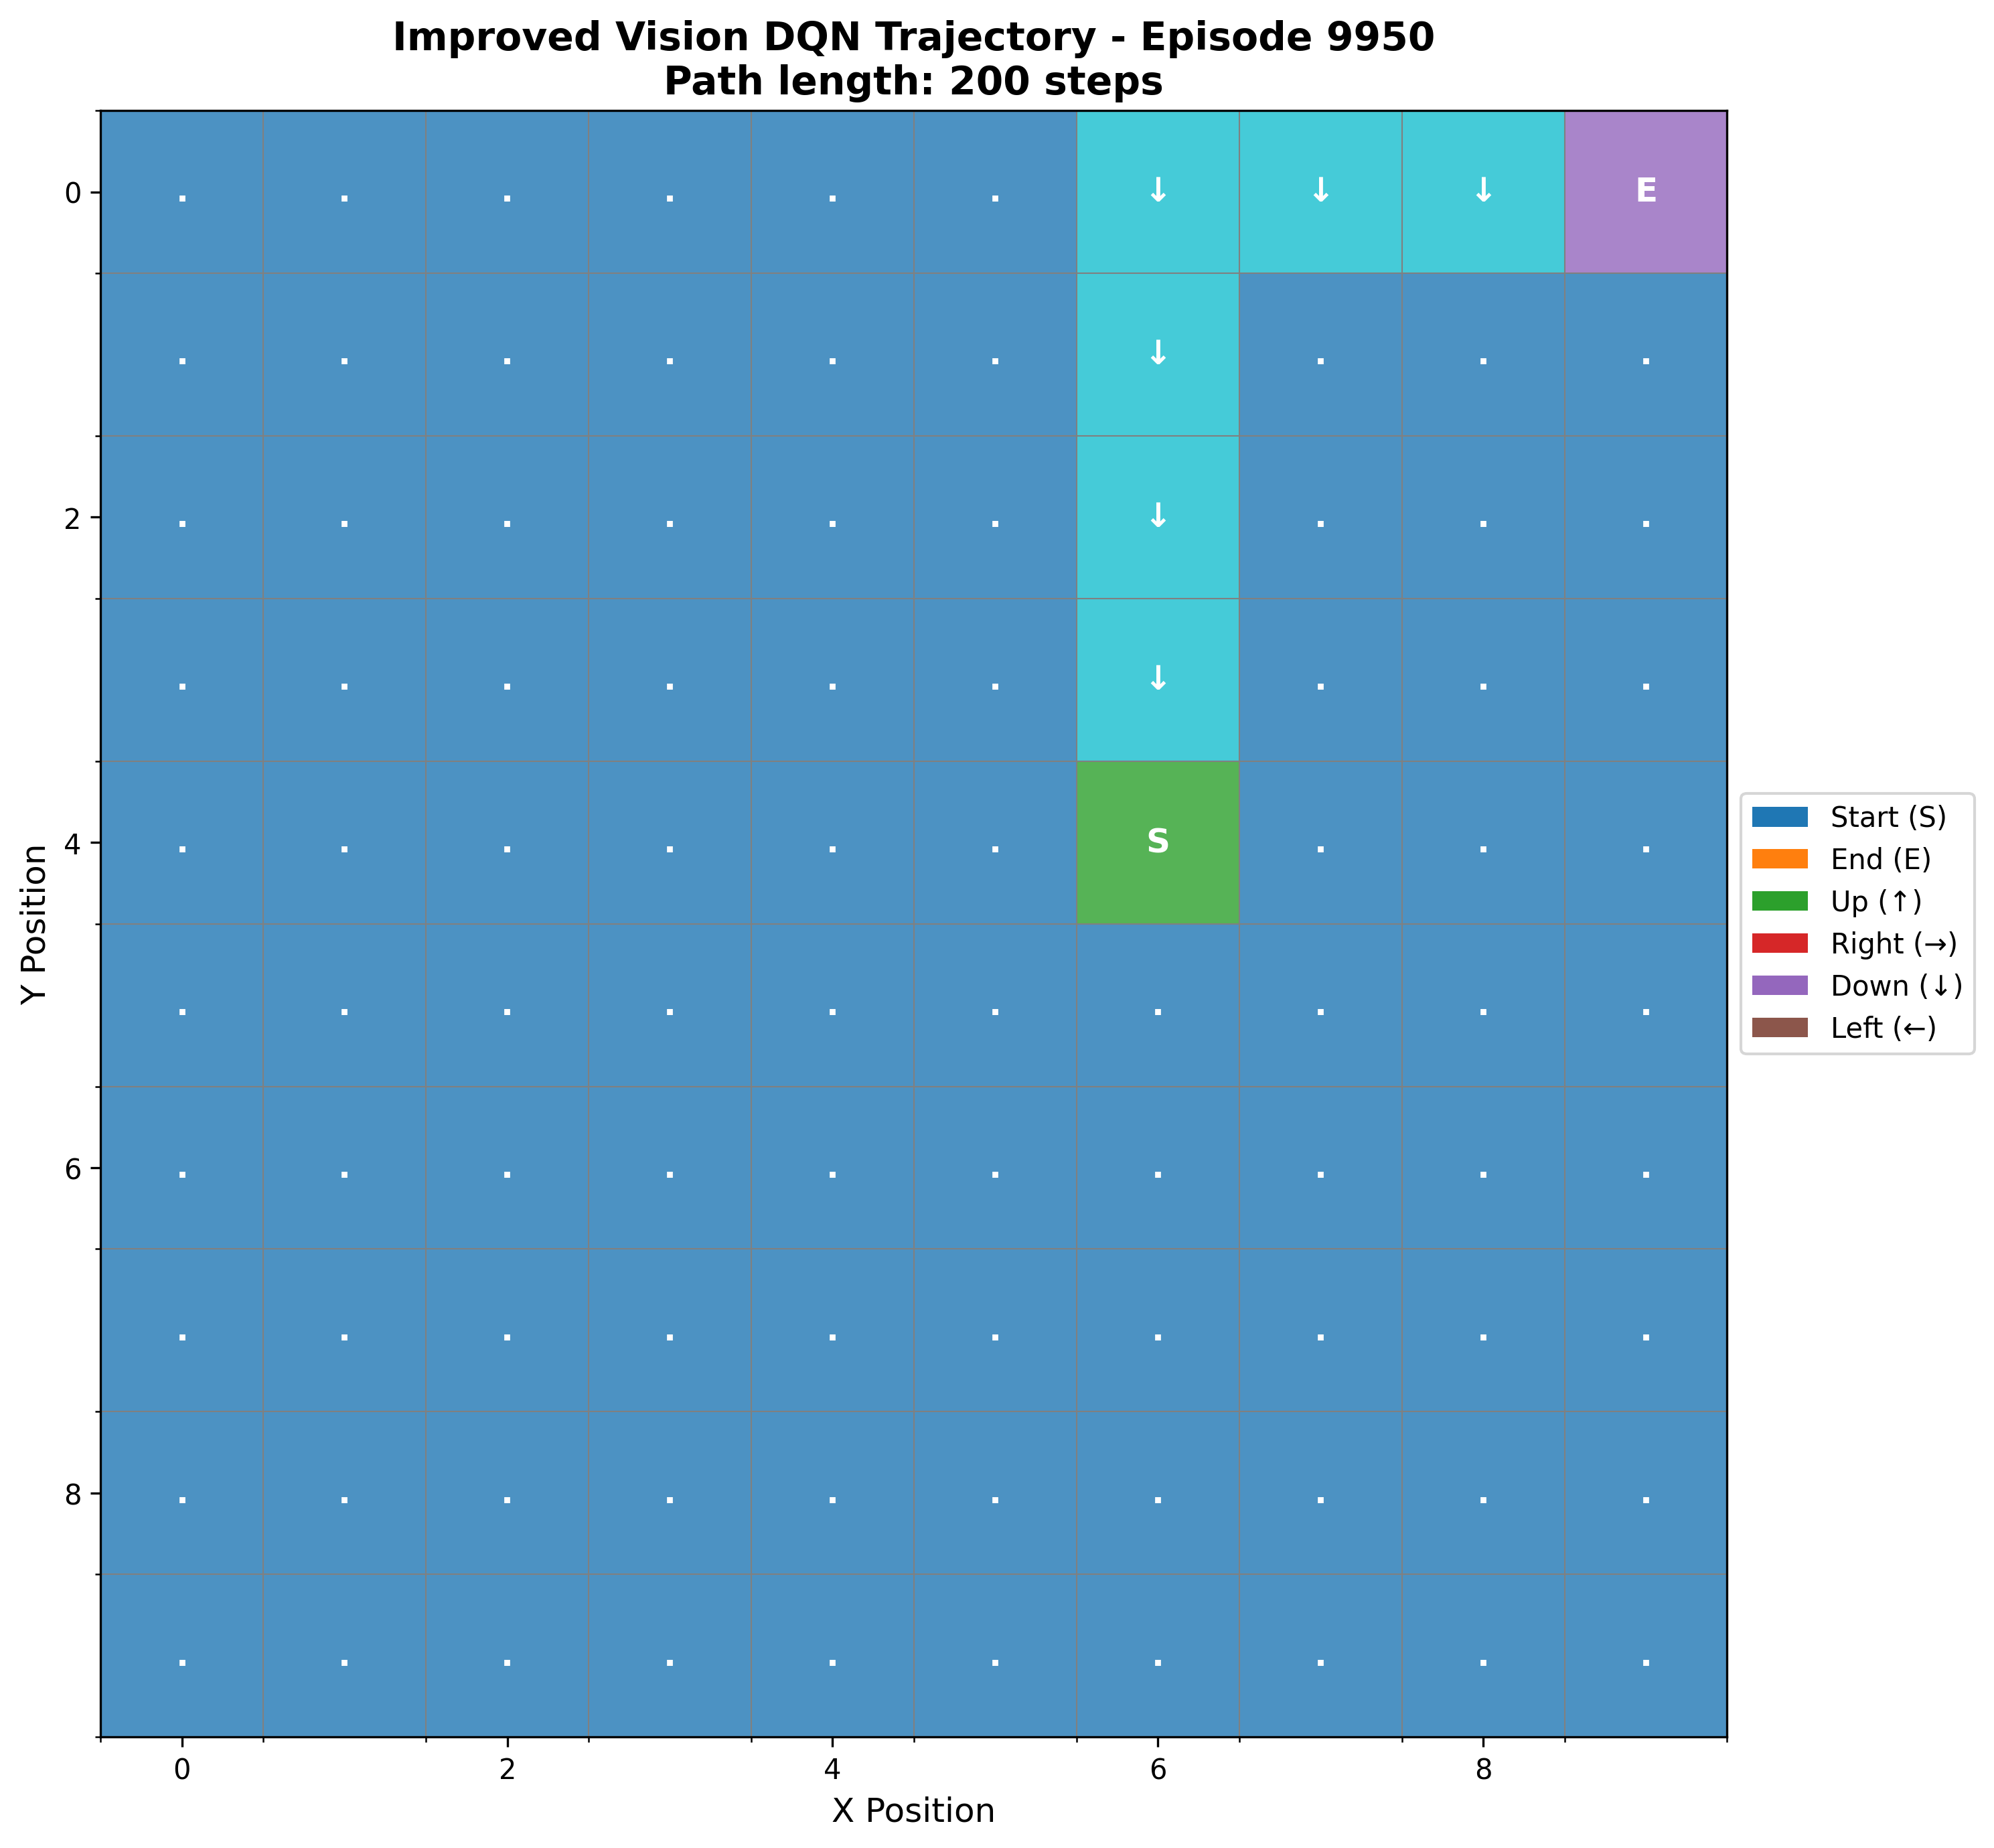 Improved Vision DQN Trajectory - Episode 9950
Path length: 200 steps
0 . . . . . . ↓ ↓ ↓ E
. . . . . . ↓ . . .
2 . . . . . . ↓ . . .
. . . . . . ↓ . . .
4 . . . . . . S . . .
. . . . . . . . . .
6 . . . . . . . . . .
. . . . . . . . . .
8 . . . . . . . . . .
. . . . . . . . . .
0 2 4 6 8
X Position
Y Position
Start (S)
End (E)
Up (↑)
Right (→)
Down (↓)
Left (←)